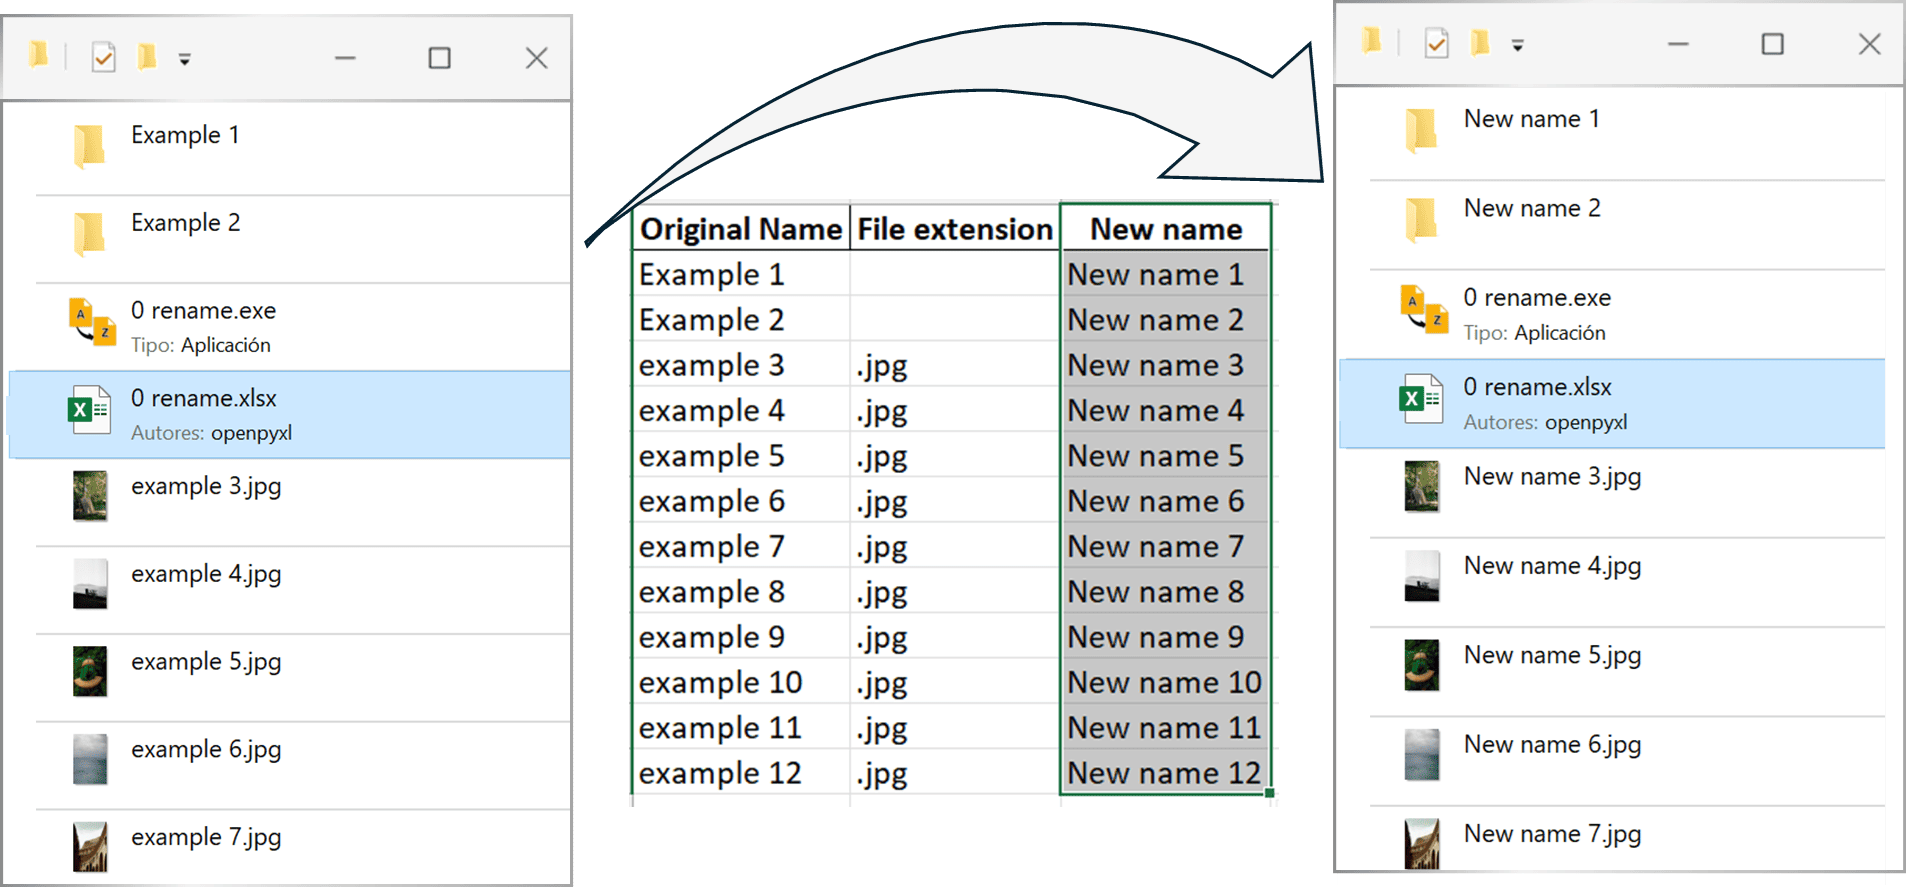 Example 1
Example 2
A
Z
0 rename.exe
Tipo: Aplicación
X
0 rename.xlsx
Autores: openpyxl
example 3.jpg
example 4.jpg
example 5.jpg
example 6.jpg
example 7.jpg
Original Name File extension New name
Example 1 New name 1
Example 2 New name 2
example 3 .jpg New name 3
example 4 .jpg New name 4
example 5 .jpg New name 5
example 6 .jpg New name 6
example 7 .jpg New name 7
example 8 .jpg New name 8
example 9 .jpg New name 9
example 10 .jpg New name 10
example 11 .jpg New name 11
example 12 .jpg New name 12
New name 1
New name 2
A
Z
0 rename.exe
Tipo: Aplicación
X
0 rename.xlsx
Autores: openpyxl
New name 3.jpg
New name 4.jpg
New name 5.jpg
New name 6.jpg
New name 7.jpg